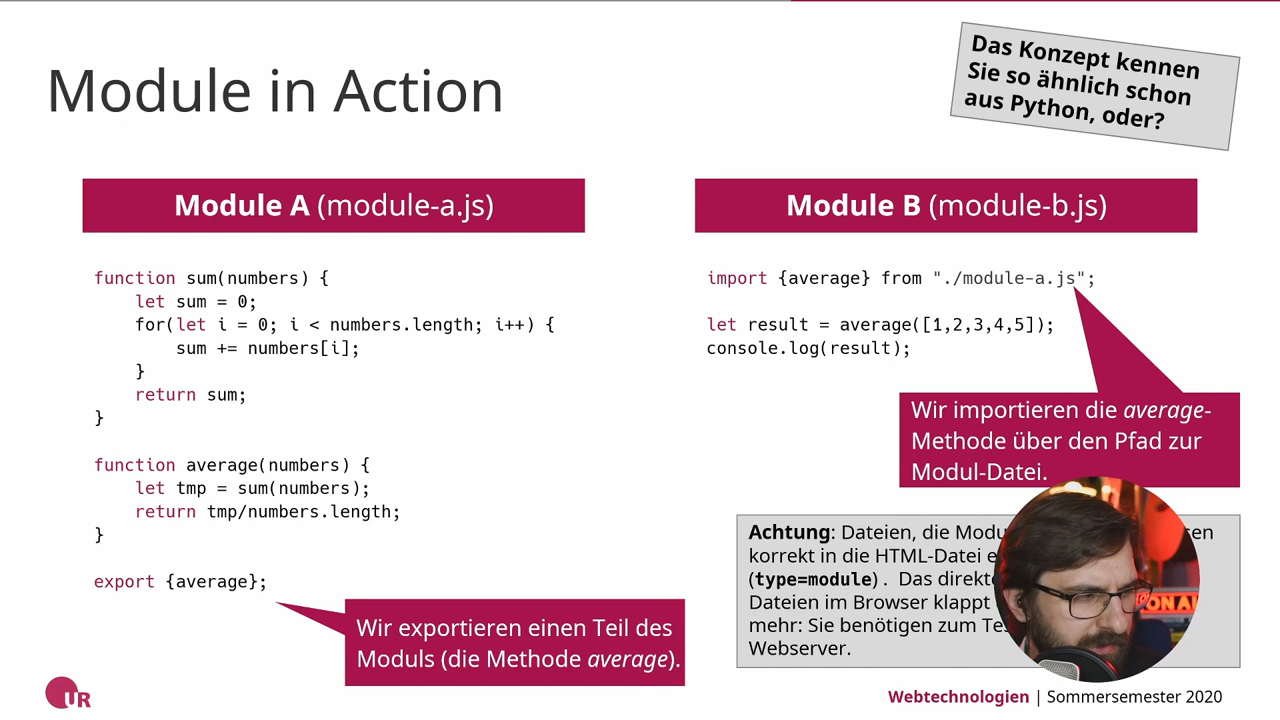 Das Konzept kennen
Sie so ähnlich schon
aus Python, oder?
Module in Action
Module A (module-a.js)
function sum(numbers) {
    let sum = 0;
    for(let i = 0; i < numbers.length; i++) {
        sum += numbers[i];
    }
    return sum;
}
function average(numbers) {
    let tmp = sum(numbers);
    return tmp/numbers.length;
}
export {average};
Wir exportieren einen Teil des
Moduls (die Methode average).
Module B (module-b.js)
import {average} from "./module-a.js";
let result = average([1,2,3,4,5]);
console.log(result);
Wir importieren die average-
Methode über den Pfad zur
Modul-Datei.
Achtung: Dateien, die
korrekt in die HTML-Datei
(type=module). Das
Dateien im Browser klappt
mehr: Sie benötigen zum
Webserver.
ON AI
UR
Webtechnologien | Sommersemester 2020